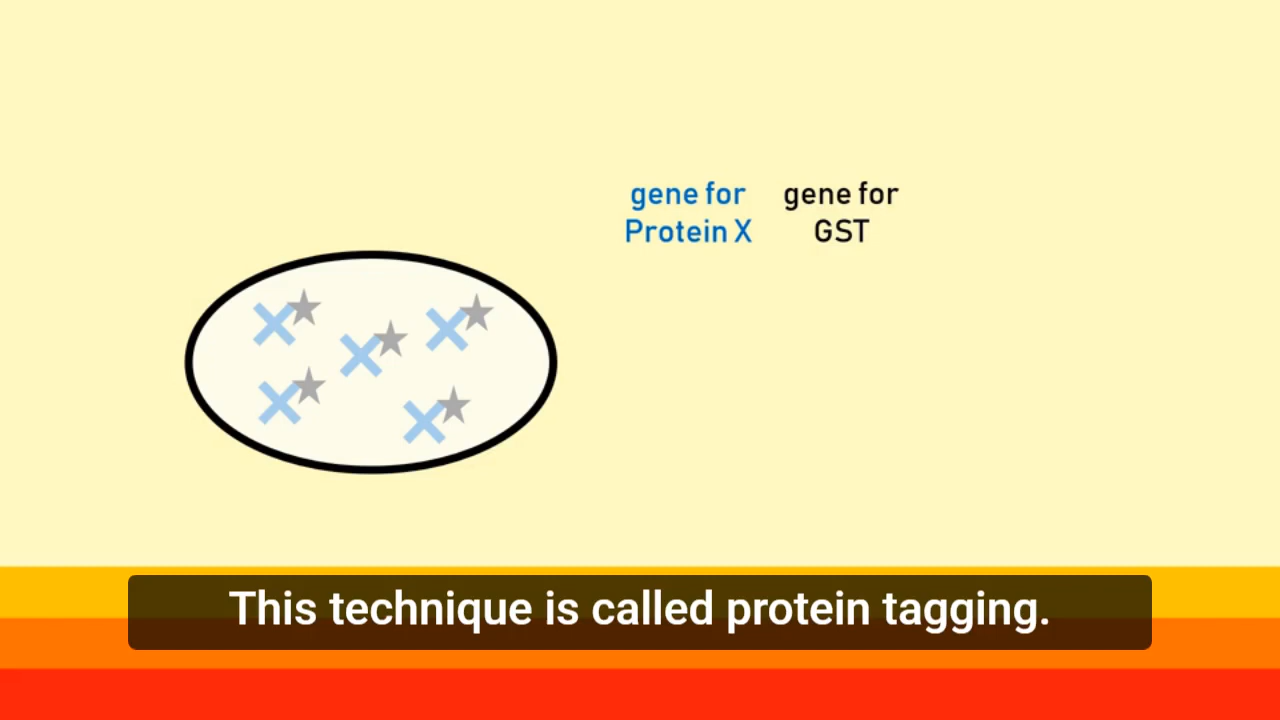 gene for
Protein X
gene for
GST
This technique is called protein tagging.